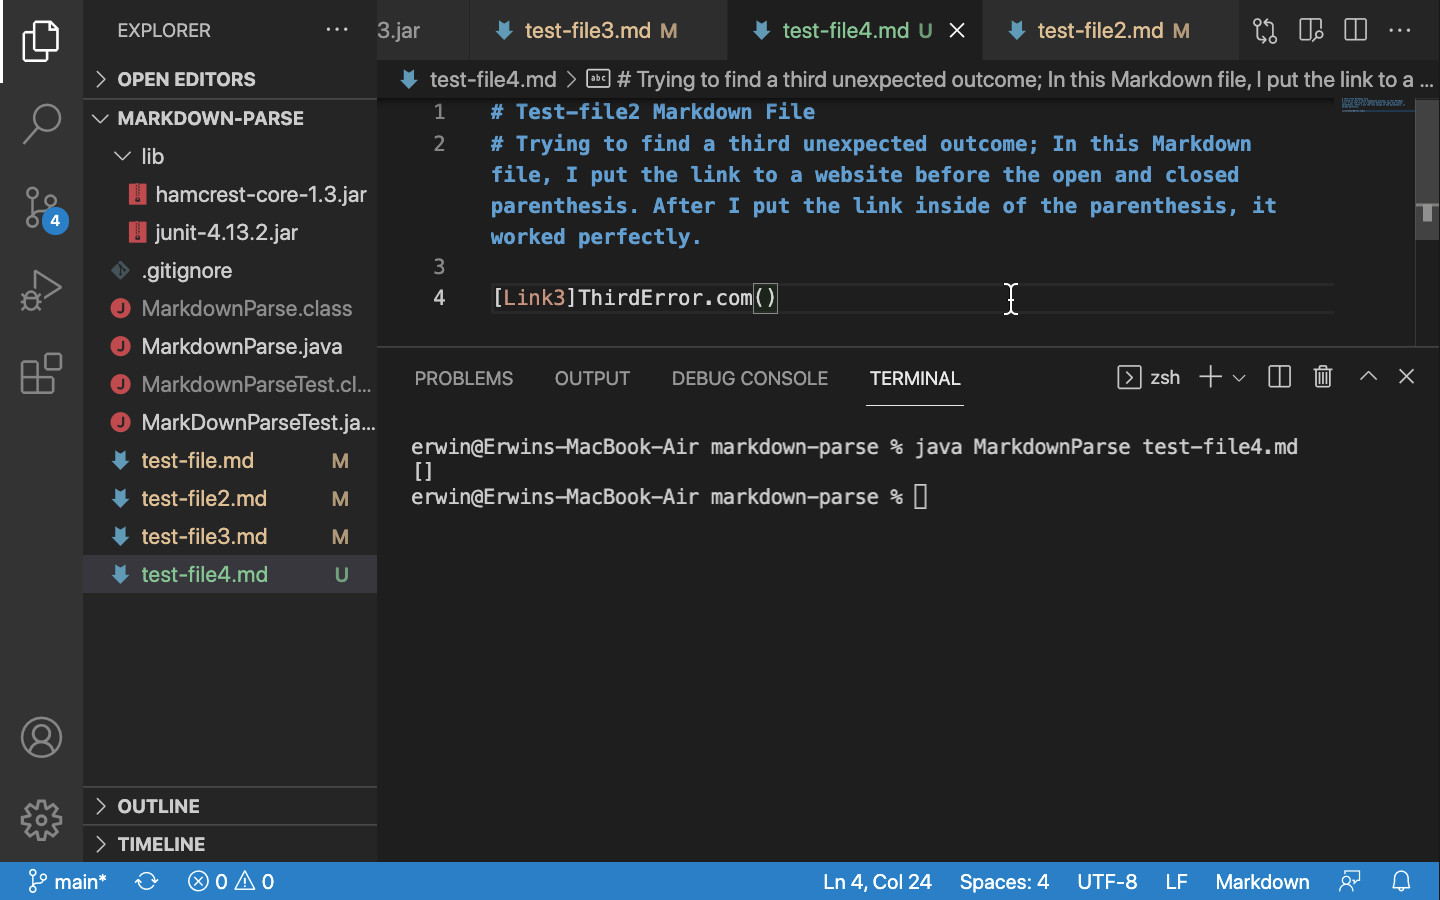 EXPLORER
OPEN EDITORS
MARKDOWN-PARSE
lib
hamcrest-core-1.3.jar
junit-4.13.2.jar
.gitignore
MarkdownParse.class
MarkdownParse.java
MarkdownParseTest.cl...
MarkDownParseTest.ja...
test-file.md M
test-file2.md M
test-file3.md M
test-file4.md U
OUTLINE
TIMELINE
4
3.jar
test-file3.md M
test-file4.md U
test-file2.md M
test-file4.md > abc # Trying to find a third unexpected outcome; In this Markdown file, I put the link to a ...
1 # Test-file2 Markdown File
2 # Trying to find a third unexpected outcome; In this Markdown
file, I put the link to a website before the open and closed
parenthesis. After I put the link inside of the parenthesis, it
worked perfectly.
3
4 [Link3]ThirdError.com()
PROBLEMS OUTPUT DEBUG CONSOLE TERMINAL zsh
erwin@Erwins-MacBook-Air markdown-parse % java MarkdownParse test-file4.md
[]
erwin@Erwins-MacBook-Air markdown-parse %
main* 0 0 Ln 4, Col 24 Spaces: 4 UTF-8 LF Markdown